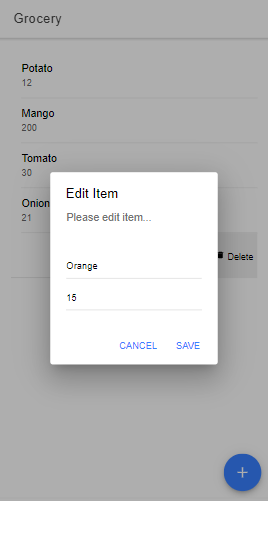 Grocery
Potato
12
Mango
200
Tomato
30
Onion
21
Delete
Edit Item
Please edit item...
Orange
15
CANCEL SAVE
+